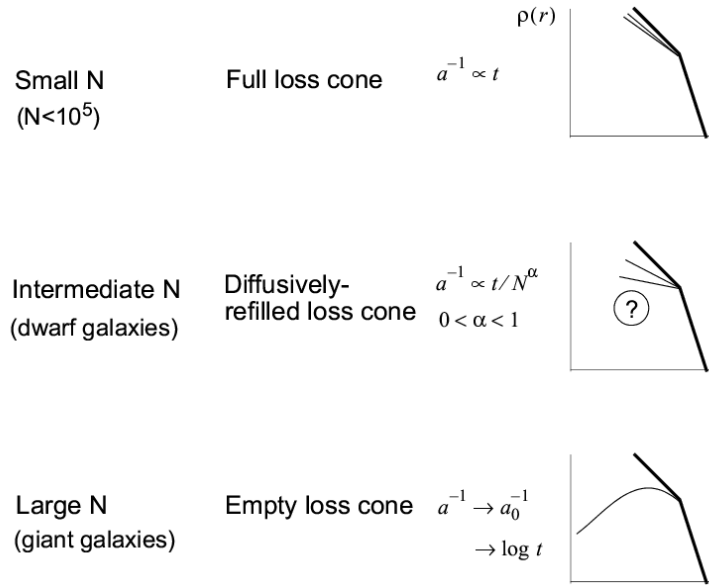 ρ(r)
Small N
(N<10⁵)
Full loss cone
a⁻¹ ∝ t
Intermediate N
(dwarf galaxies)
Diffusively-
refilled loss cone
a⁻¹ ∝ t/N^α
0 < α < 1
?
Large N
(giant galaxies)
Empty loss cone
a⁻¹ → a₀⁻¹
→ log t